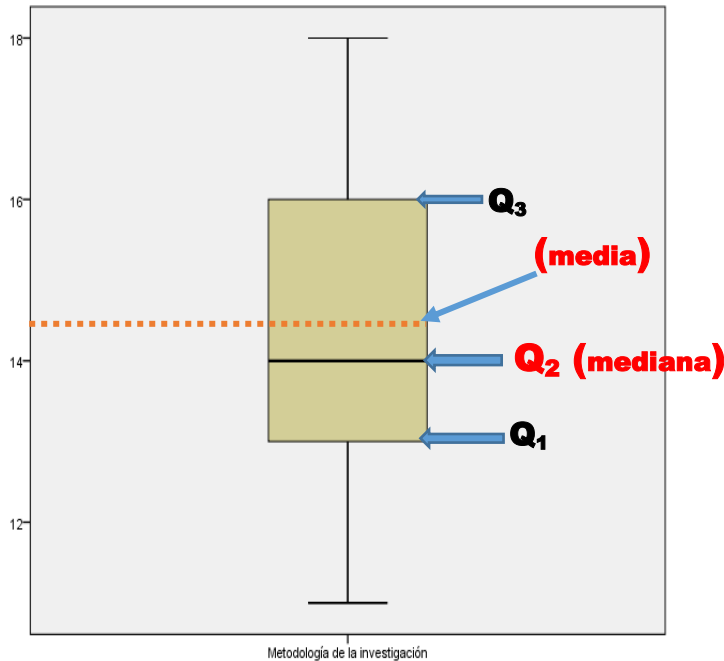 18
16
Q3
(media)
14
Q2 (mediana)
Q1
12
Metodología de la investigación